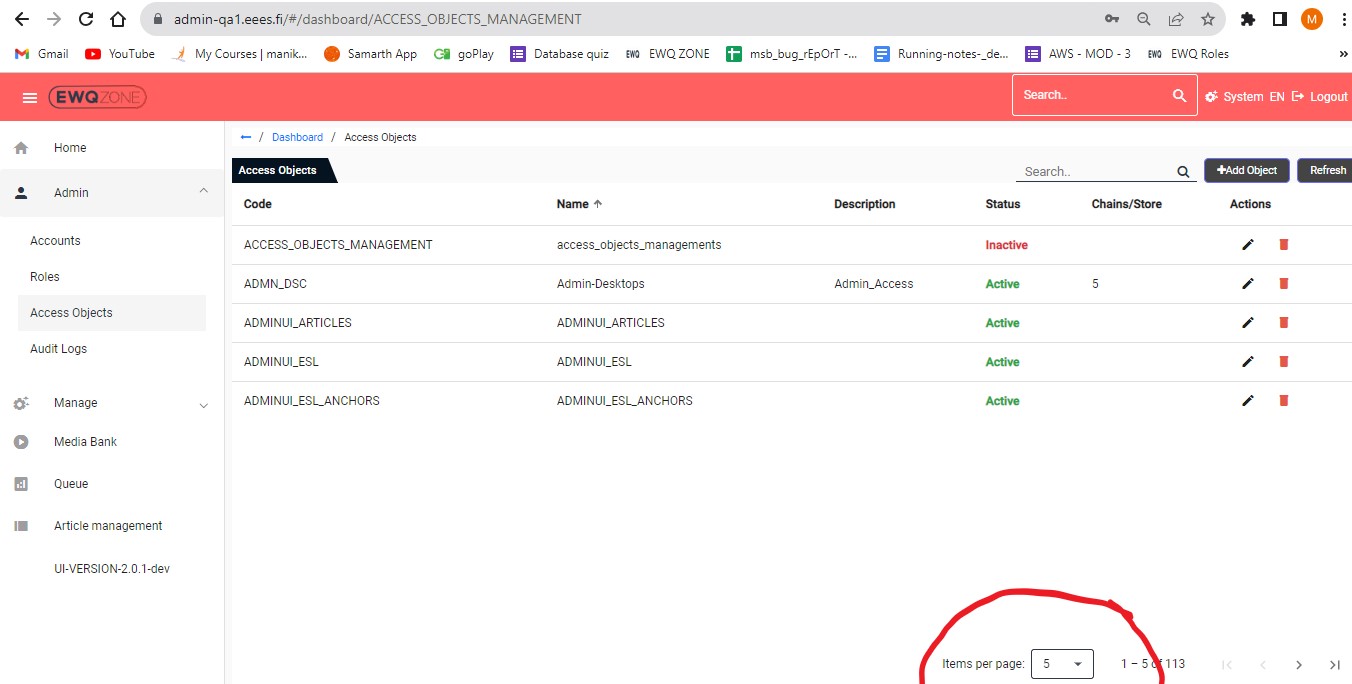 admin-qa1.eees.fi/#/dashboard/ACCESS_OBJECTS_MANAGEMENT
M
Gmail YouTube My Courses | manik... Samarth App goPlay Database quiz EWQ EWQ ZONE msb_bug_rEpOrT -... Running-notes-_de... AWS - MOD - 3 EWQ EWQ Roles »
EWQZONE Search.. System EN Logout
Home
Admin
Accounts
Roles
Access Objects
Audit Logs
Manage
Media Bank
Queue
Article management
UI-VERSION-2.0.1-dev
/ Dashboard / Access Objects
Access Objects Search.. +Add Object Refresh
Code Name Description Status Chains/Store Actions
ACCESS_OBJECTS_MANAGEMENT access_objects_managements Inactive
ADMN_DSC Admin-Desktops Admin_Access Active 5
ADMINUI_ARTICLES ADMINUI_ARTICLES Active
ADMINUI_ESL ADMINUI_ESL Active
ADMINUI_ESL_ANCHORS ADMINUI_ESL_ANCHORS Active
Items per page: 5 1 – 5 of 113